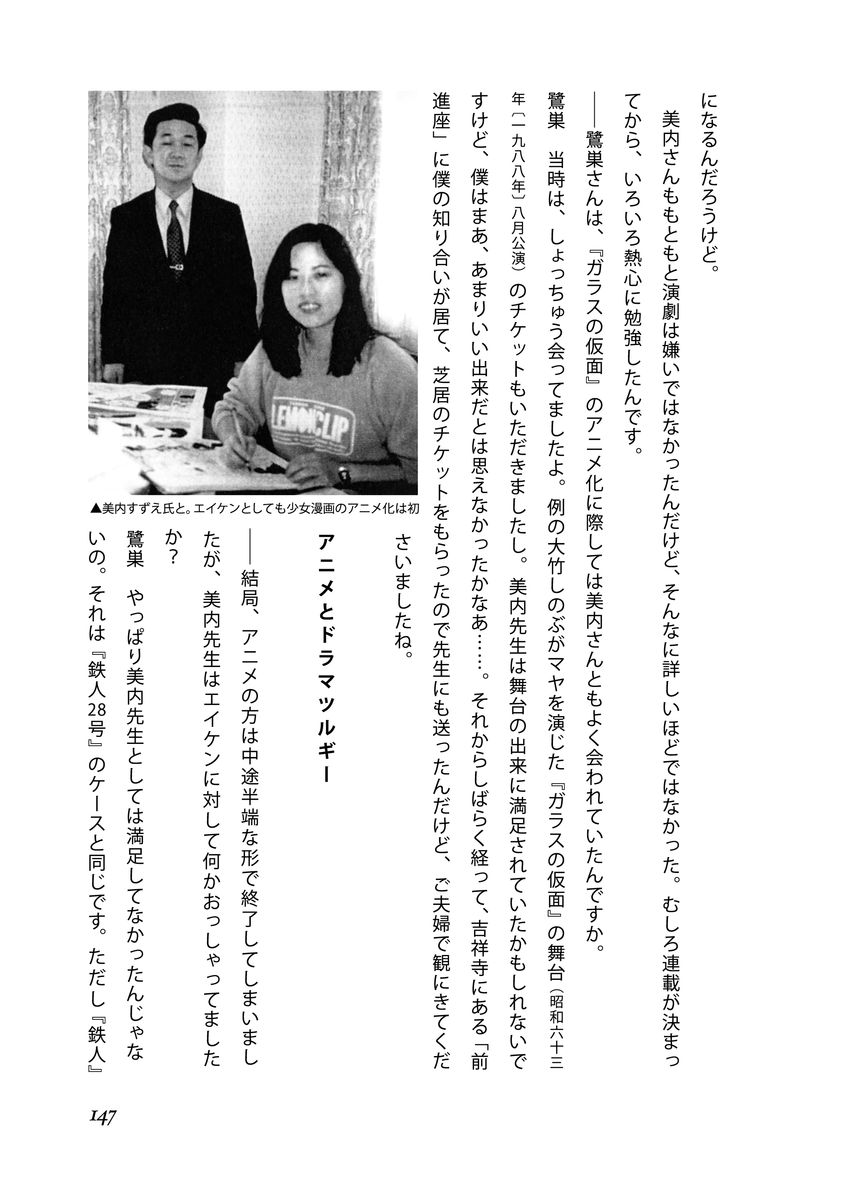 になるんだろうけど。
美内さんももともと演劇は嫌いではなかったんだけど、そんなに詳しいほどではなかった。むしろ連載が決まっ
てから、いろいろ熱心に勉強したんです。
――鷺巣さんは、『ガラスの仮面』のアニメ化に際しては美内さんともよく会われていたんですか。
鷺巣　当時は、しょっちゅう会ってましたよ。例の大竹しのぶがマヤを演じた『ガラスの仮面』の舞台（昭和六十三
年〔一九八八年〕八月公演）のチケットもいただきましたし。美内先生は舞台の出来に満足されていたかもしれないで
すけど、僕はまあ、あまりいい出来だとは思えなかったかなあ……。それからしばらく経って、吉祥寺にある「前
進座」に僕の知り合いが居て、芝居のチケットをもらったので先生にも送ったんだけど、ご夫婦で観にきてくだ
さいましたね。
LEMON CLIP
▲美内すずえ氏と。エイケンとしても少女漫画のアニメ化は初
アニメとドラマツルギー
――結局、アニメの方は中途半端な形で終了してしまいまし
たが、美内先生はエイケンに対して何かおっしゃってました
か？
鷺巣　やっぱり美内先生としては満足してなかったんじゃな
いの。それは『鉄人28号』のケースと同じです。ただし『鉄人』
147